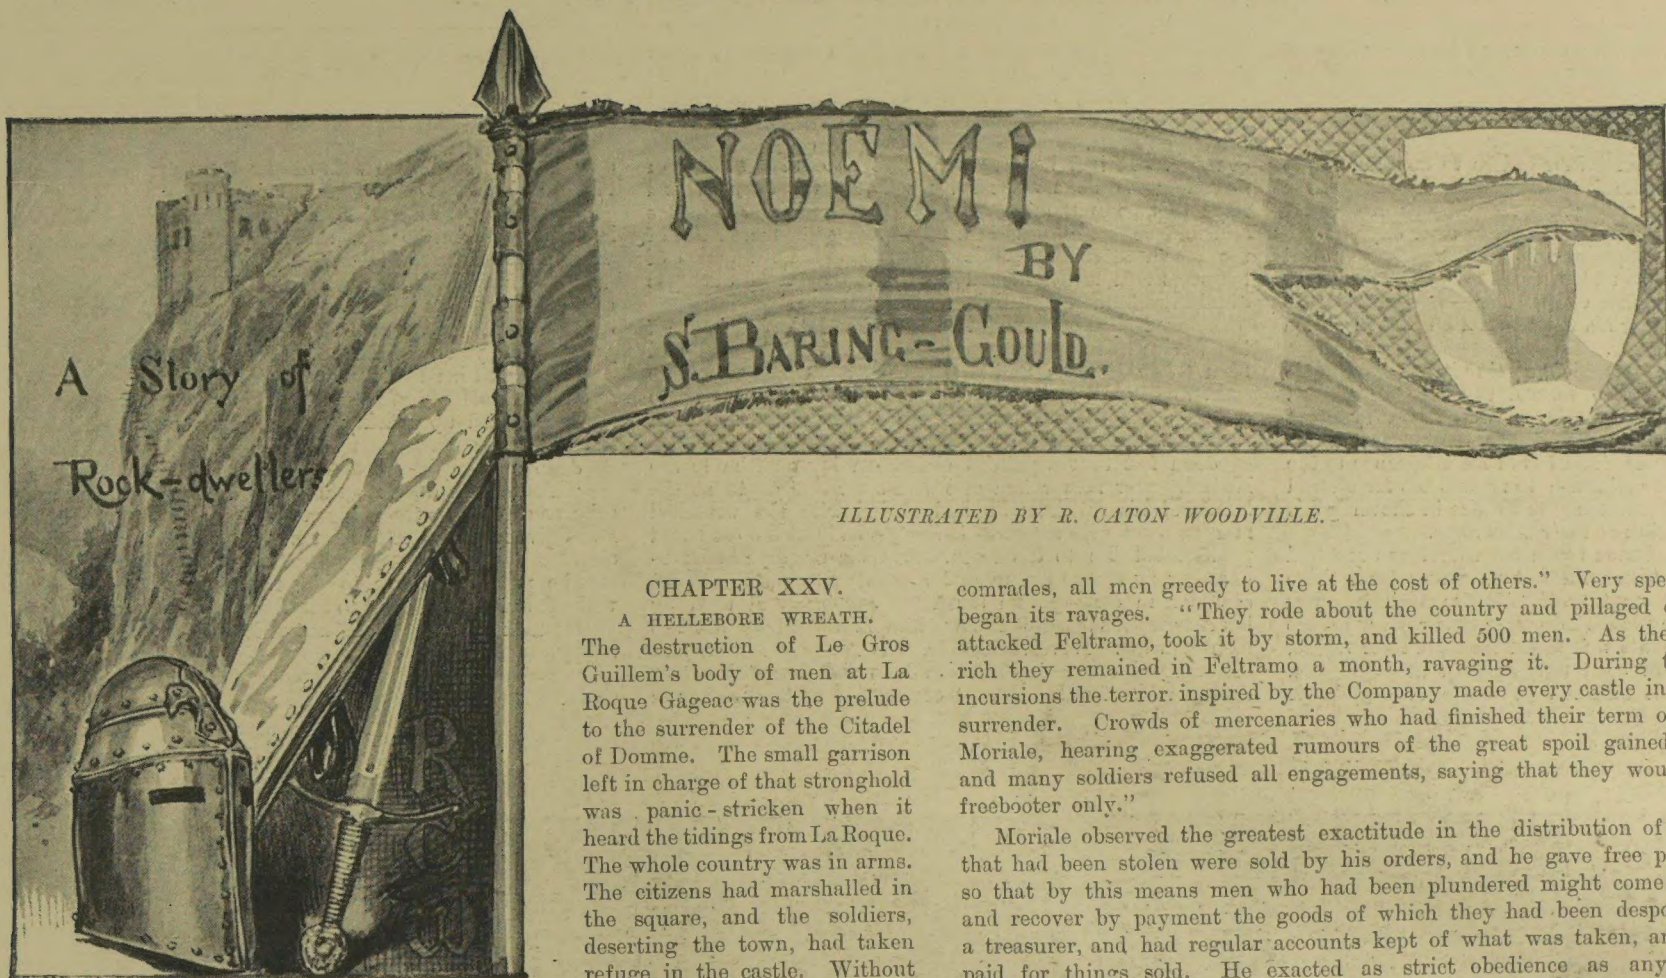 NOÉMI
BY
S. BARING-GOULD.
A Story of
Rock-dwellers
ILLUSTRATED BY R. CATON WOODVILLE.
CHAPTER XXV.
A HELLEBORE WREATH.
The destruction of Le Gros
Guillem's body of men at La
Roque Gageac was the prelude
to the surrender of the Citadel
of Domme. The small garrison
left in charge of that stronghold
was panic-stricken when it
heard the tidings from La Roque.
The whole country was in arms.
The citizens had marshalled in
the square, and the soldiers,
deserting the town, had taken
refuge in the castle. Without
comrades, all men greedy to live at the cost of others." Very
began its ravages. "They rode about the country and pillaged
attacked Feltramo, took it by storm, and killed 500 men. As
rich they remained in Feltramo a month, ravaging it. During
incursions the terror inspired by the Company made every castle
surrender. Crowds of mercenaries who had finished their term
Moriale, hearing exaggerated rumours of the great spoil gained
and many soldiers refused all engagements, saying that they
freebooter only."
Moriale observed the greatest exactitude in the distribution of
that had been stolen were sold by his orders, and he gave free
so that by this means men who had been plundered might come
and recover by payment the goods of which they had been
a treasurer, and had regular accounts kept of what was taken,
paid for things sold. He exacted as strict obedience as any
R
C
W